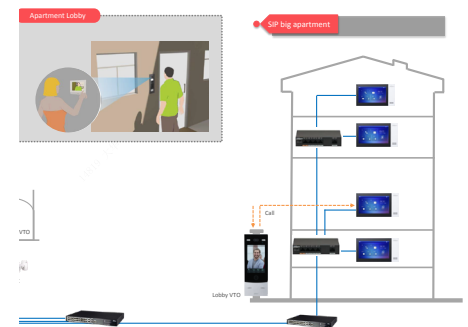 Apartment Lobby
SIP big apartment
Call
VTO
Lobby VTO